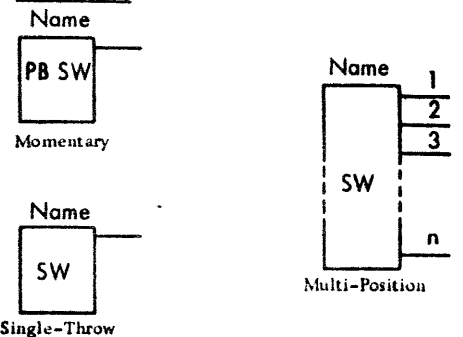 Name
PB SW
Momentary
Name
SW
Single-Throw
Name
1
2
3
SW
n
Multi-Position